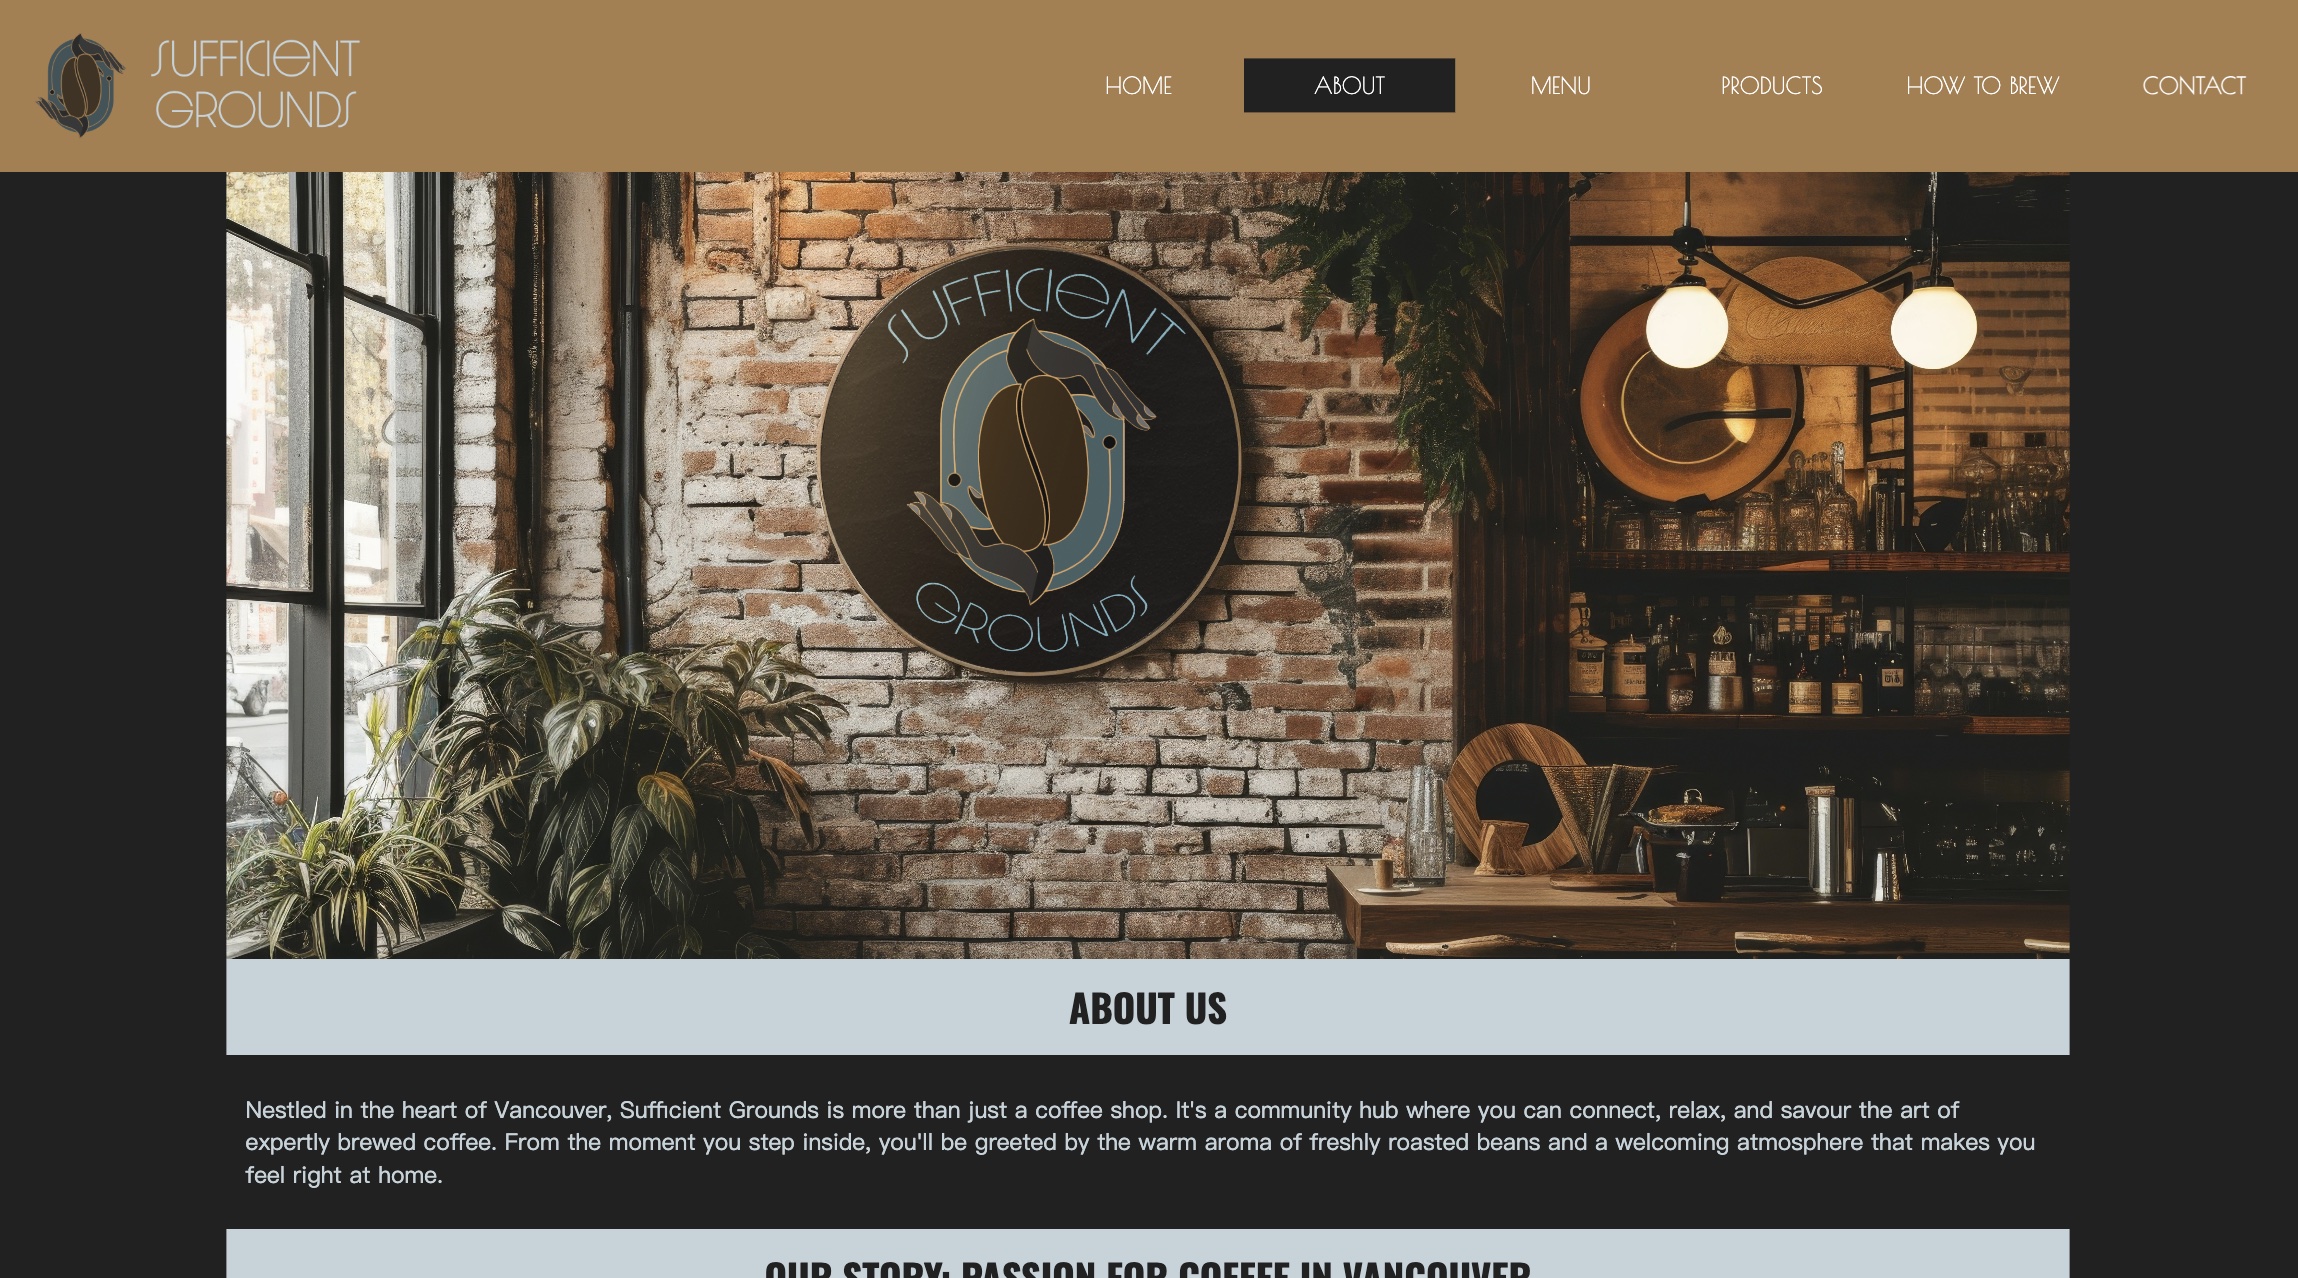 SUFFICIENT
GROUNDS
HOME
ABOUT
MENU
PRODUCTS
HOW TO BREW
CONTACT
SUFFICIENT
GROUNDS
ABOUT US
Nestled in the heart of Vancouver, Sufficient Grounds is more than just a coffee shop. It's a community hub where you can connect, relax, and savour the art of
expertly brewed coffee. From the moment you step inside, you'll be greeted by the warm aroma of freshly roasted beans and a welcoming atmosphere that makes you
feel right at home.
OUR STORY: PASSION FOR COFFEE IN VANCOUVER